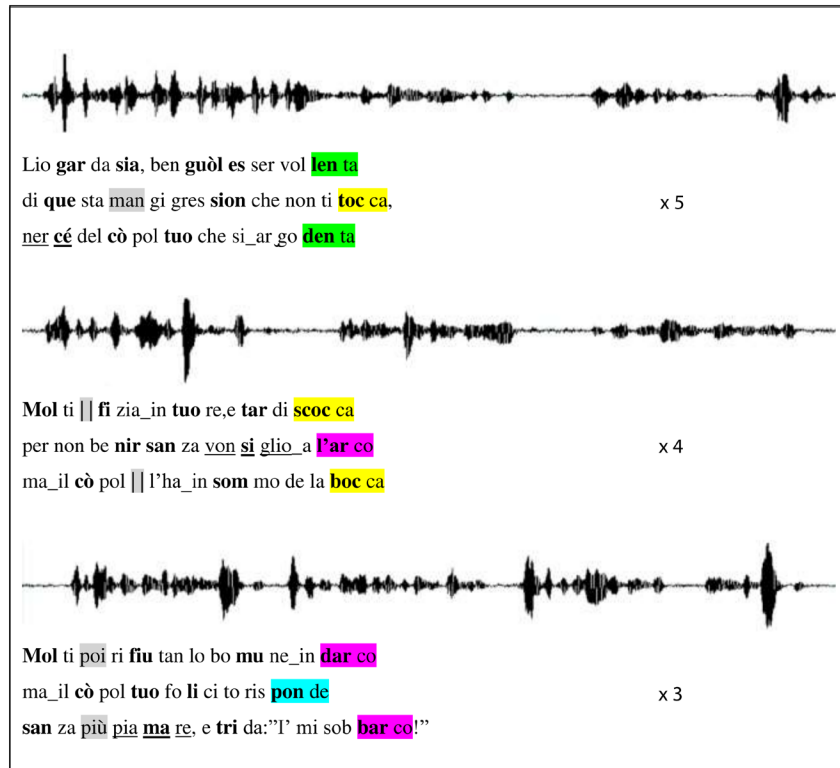 Lio gar da sia, ben guòl es ser vol len ta
di que sta man gi gres sion che non ti toc ca,
x 5
ner cé del cò pol tuo che si_ar go den ta
Mol ti | | fi zia_in tuo re,e tar di scoc ca
per non be nir san za von si glio_a l'ar co
x 4
ma_il cò pol | | l'ha_in som mo de la boc ca
Mol ti poi ri fiu tan lo bo mu ne_in dar co
ma_il cò pol tuo fo li ci to ris pon de
x 3
san za più pia ma re, e tri da:”I’ mi sob bar co!”